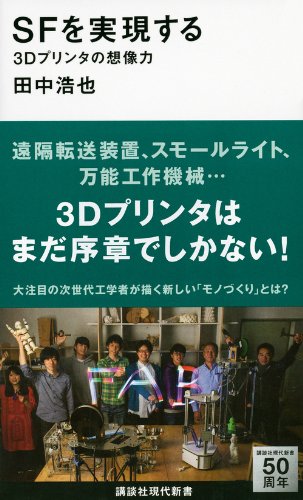 SFを実現する
3Dプリンタの想像力
田中浩也
遠隔転送装置、スモールライト、
万能工作機械…
3Dプリンタは
まだ序章でしかない!
大注目の次世代工学者が描く新しい「モノづくり」とは?
FAB
講談社現代新書
50
周年
講談社現代新書